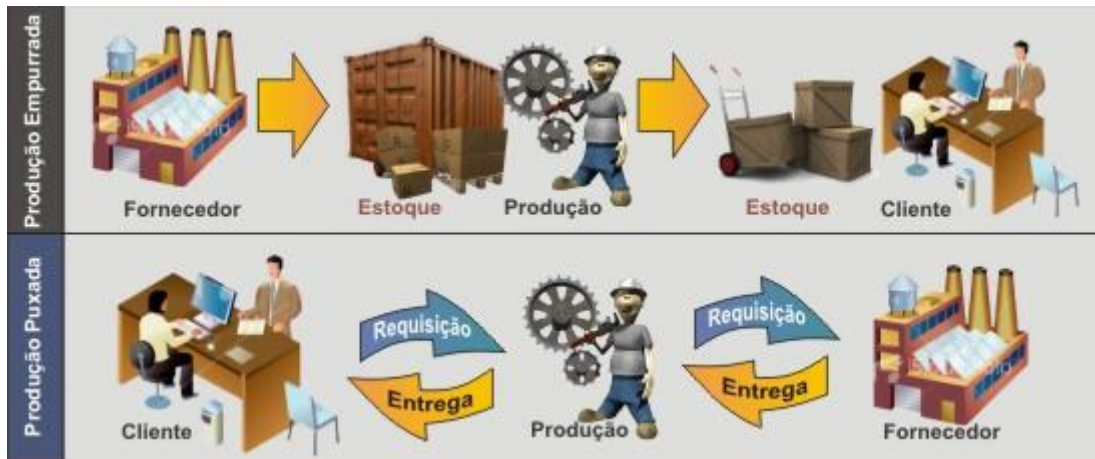 Produção Empurrada
Fornecedor
Estoque
Produção
Estoque
Cliente
Produção Puxada
Cliente
Requisição
Entrega
Produção
Requisição
Entrega
Fornecedor